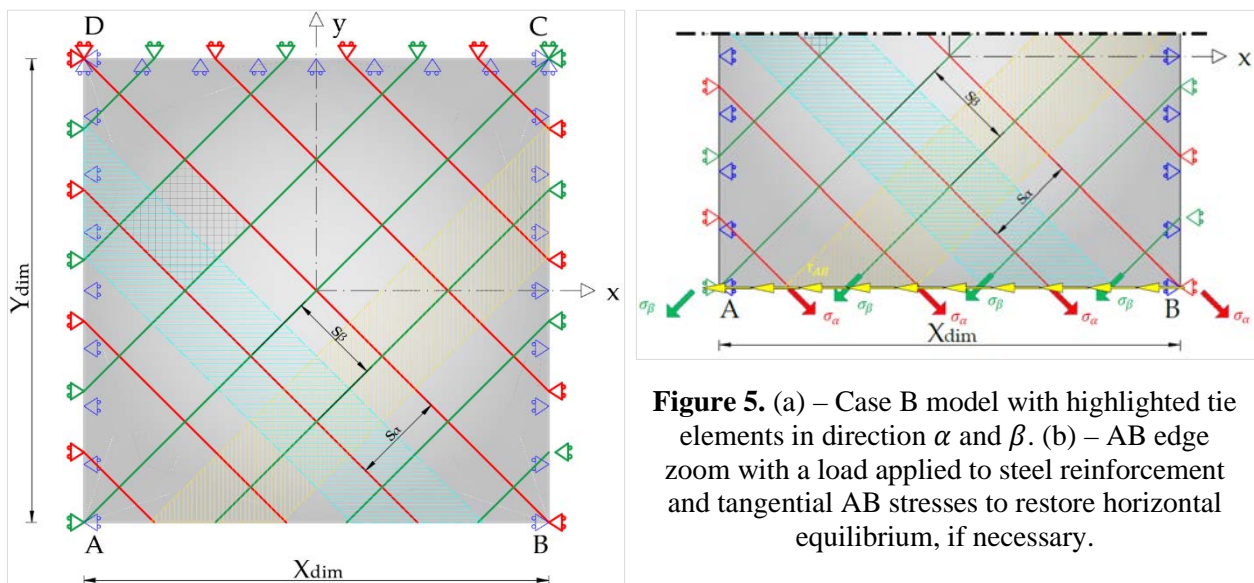 D
y
C
Ydim
x
Sβ
Sα
A
B
Xdim
x
Sβ
Sα
τAB
σβ
A
σα
σβ
σα
σβ
σα
σβ
B
σα
Xdim
Figure 5. (a) – Case B model with highlighted tie
elements in direction α and β. (b) – AB edge
zoom with a load applied to steel reinforcement
and tangential AB stresses to restore horizontal
equilibrium, if necessary.